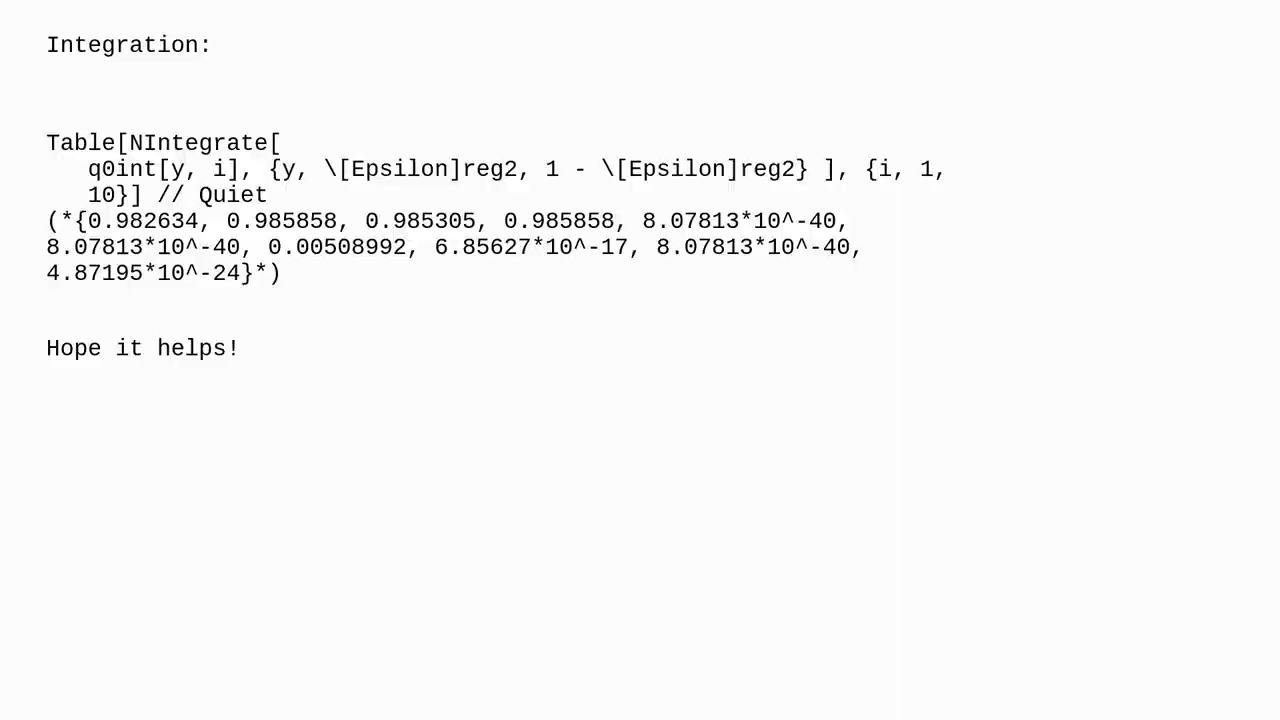 Integration:
Table[NIntegrate[
q0int[y, i], {y, \[Epsilon]reg2, 1 - \[Epsilon]reg2} ], {i, 1,
10}] // Quiet
(*{0.982634, 0.985858, 0.985305, 0.985858, 8.07813*10^-40,
8.07813*10^-40, 0.00508992, 6.85627*10^-17, 8.07813*10^-40,
4.87195*10^-24}*)
Hope it helps!